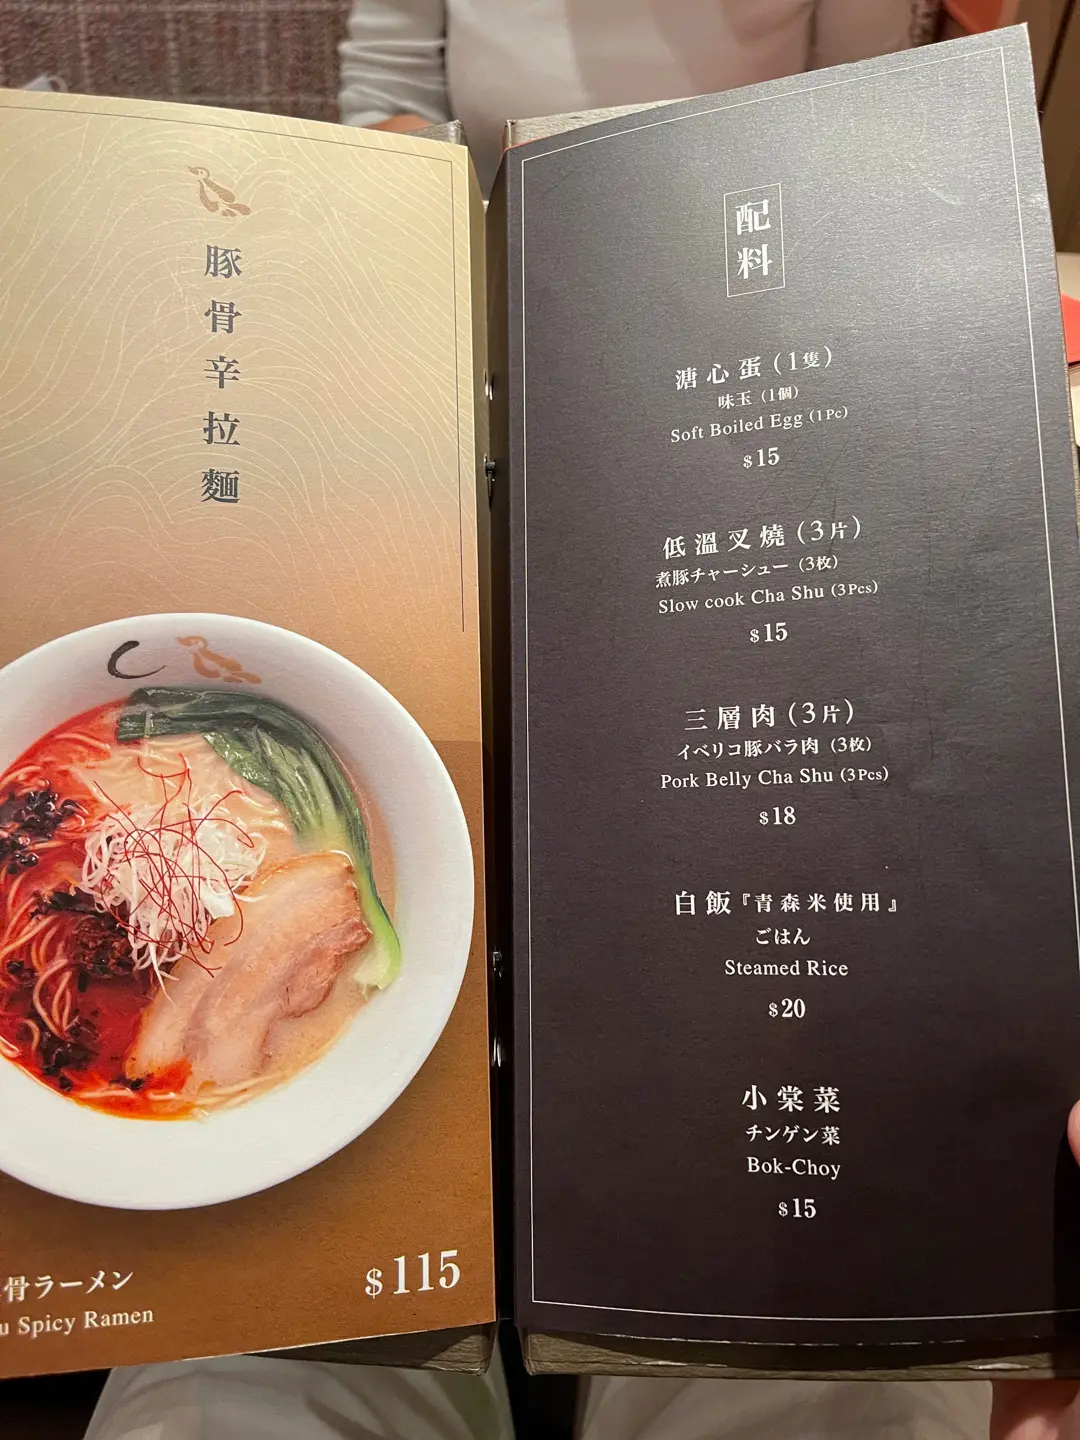 豚骨辛拉麵
骨ラーメン
Spicy Ramen
$115
配料
溏心蛋(1隻)
味玉(1個)
Soft Boiled Egg (1Pc)
$15
低溫叉燒(3片)
煮豚チャーシュー(3枚)
Slow cook Cha Shu (3Pcs)
$15
三層肉(3片)
イベリコ豚バラ肉(3枚)
Pork Belly Cha Shu (3Pcs)
$18
白飯『青森米使用』
ごはん
Steamed Rice
$20
小棠菜
チンゲン菜
Bok-Choy
$15